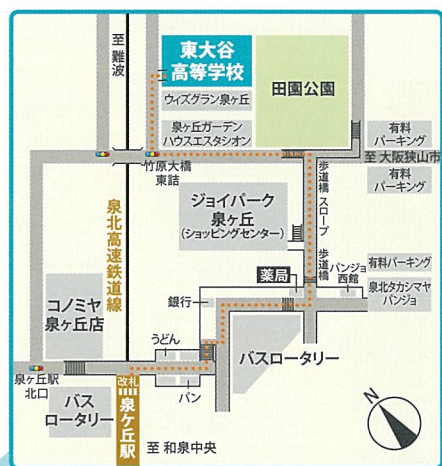 至 難波
東大谷
高等学校
田園公園
ウィズグラン泉ヶ丘
泉ヶ丘ガーデン
ハウスエスタシオン
有料
パーキング
至 大阪狭山市
有料
パーキング
竹原大橋
東詰
歩道橋 スロープ
ジョイパーク
泉ヶ丘
(ショッピングセンター)
泉北高速鉄道線
歩道橋
薬局
パンジョ
西館
有料パーキング
泉北タカシマヤ
パンジョ
銀行
コノミヤ
泉ヶ丘店
うどん
バスロータリー
泉ヶ丘駅
北口
改札
パン
バス
ロータリー
泉ケ丘駅
至 和泉中央
N